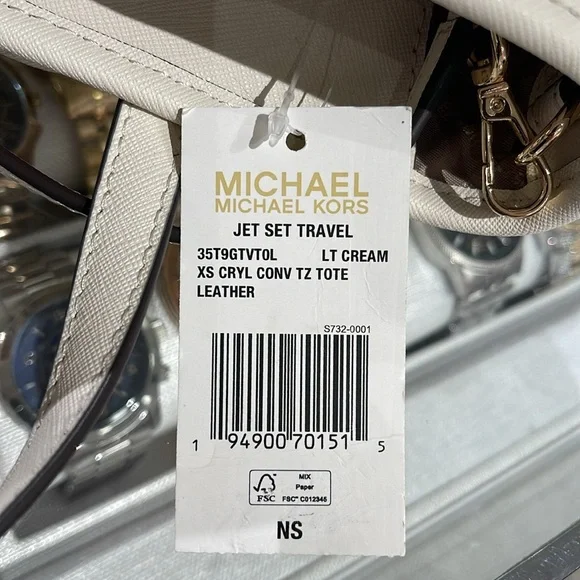 MICHAEL
MICHAEL KORS
JET SET TRAVEL
35T9GTVT0L LT CREAM
XS CRYL CONV TZ TOTE
LEATHER
S732-0001
1 94900 70151 5
FSC
MIX
Paper
FSC™ C012345
NS